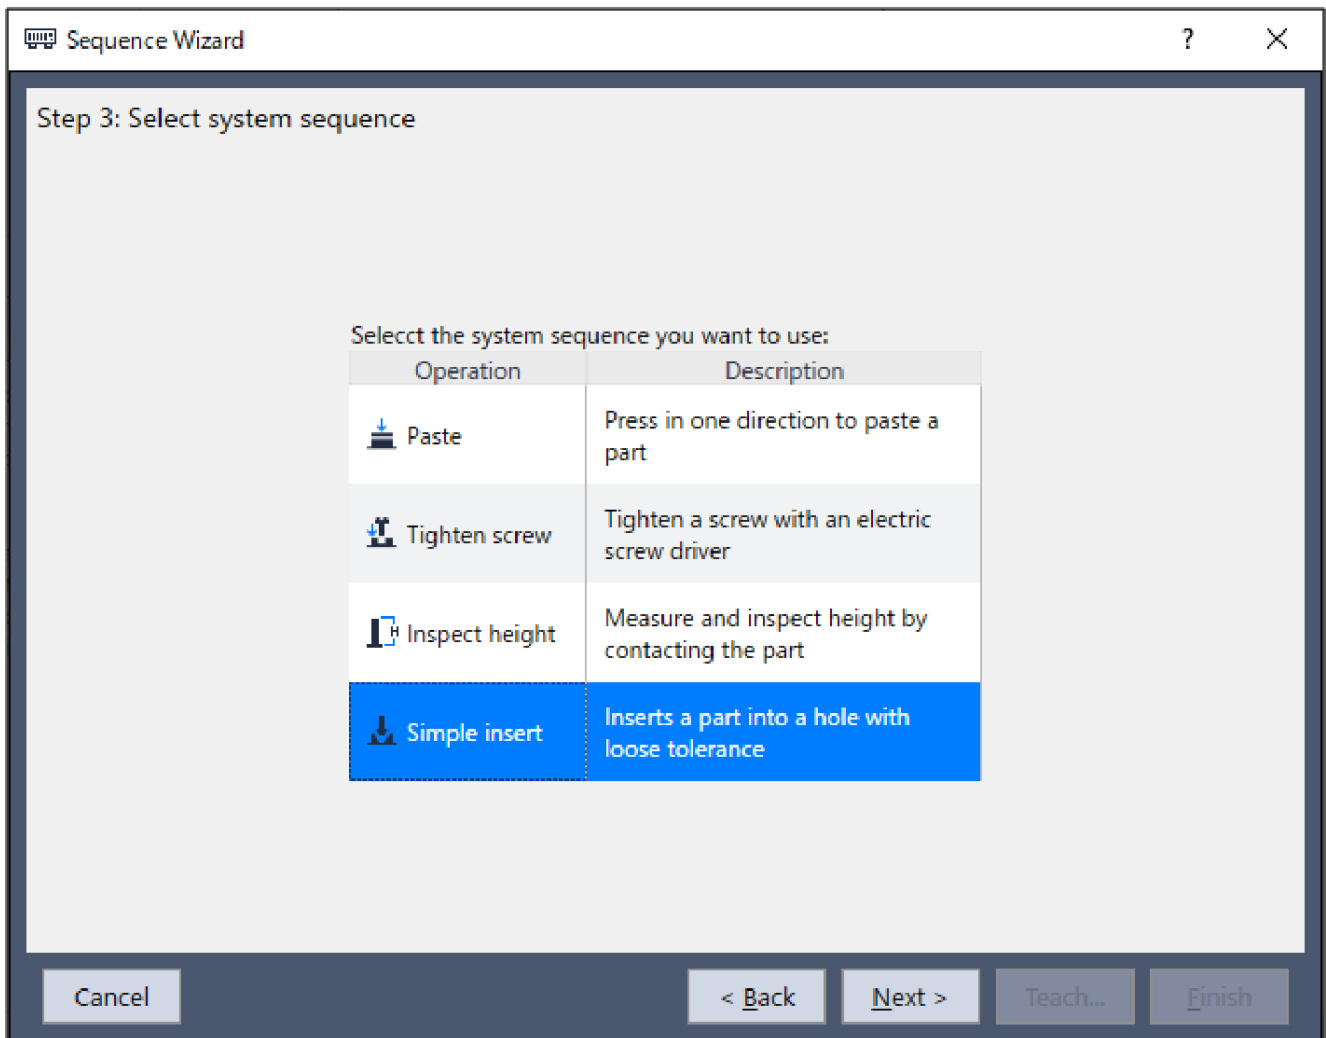 Sequence Wizard ?
Step 3: Select system sequence
Selecct the system sequence you want to use:
Operation Description
Paste
Press in one direction to paste a
part
Tighten screw
Tighten a screw with an electric
screw driver
Inspect height
Measure and inspect height by
contacting the part
Simple insert
Inserts a part into a hole with
loose tolerance
Cancel < Back Next > Teach... Finish